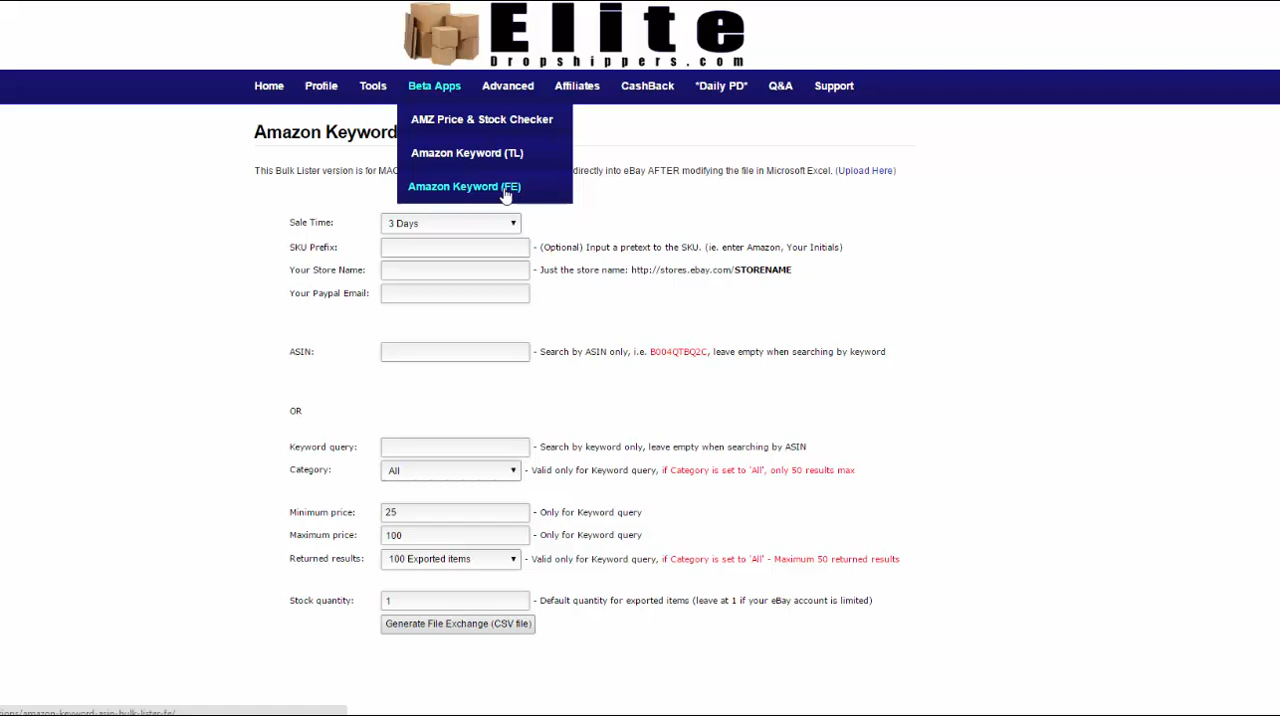 Elite
Dropshippers.com
Home Profile Tools Beta Apps Advanced Affiliates CashBack *Daily PD* Q&A Support
AMZ Price & Stock Checker
Amazon Keyword (TL)
Amazon Keyword (FE)
Amazon Keyword
This Bulk Lister version is for MAC directly into eBay AFTER modifying the file in Microsoft Excel. (Upload Here)
Sale Time: 3 Days
SKU Prefix: - (Optional) Input a pretext to the SKU. (ie. enter Amazon, Your Initials)
Your Store Name: - Just the store name: http://stores.ebay.com/STORENAME
Your Paypal Email:
ASIN: - Search by ASIN only, i.e. B004QTBQ2C, leave empty when searching by keyword
OR
Keyword query: - Search by keyword only, leave empty when searching by ASIN
Category: All - Valid only for Keyword query, if Category is set to 'All', only 50 results max
Minimum price: 25 - Only for Keyword query
Maximum price: 100 - Only for Keyword query
Returned results: 100 Exported items - Valid only for Keyword query, if Category is set to 'All' - Maximum 50 returned results
Stock quantity: 1 - Default quantity for exported items (leave at 1 if your eBay account is limited)
Generate File Exchange (CSV file)
ions/amazon-keyword-asin-bulk-lister-fe/